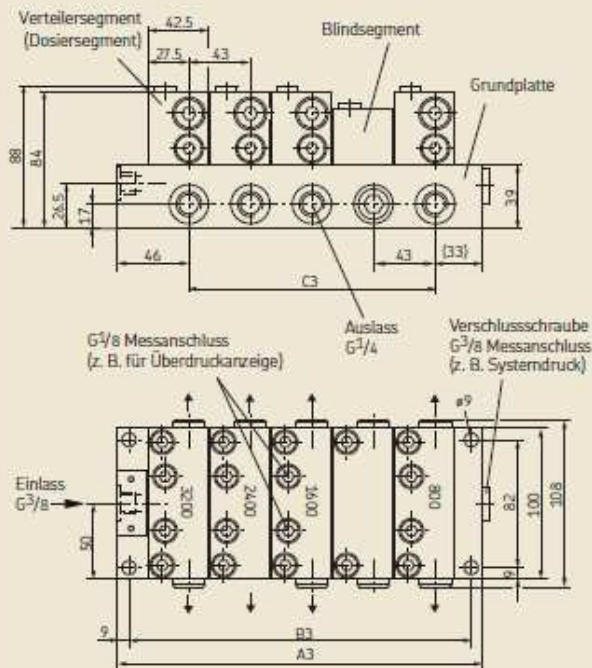 Verteilersegment
(Dosiersegment)
42.5
27.5
43
Blindsegment
Grundplatte
88
84
26.5
17
39
46
43
(33)
C3
G1/8 Messanschluss
(z. B. für Überdruckanzeige)
Auslass
G1/4
Verschlussschraube
G3/8 Messanschluss
(z. B. Systemdruck)
ø9
Einlass
G3/8
3200
2400
1600
800
50
82
100
108
9
9
B3
A3